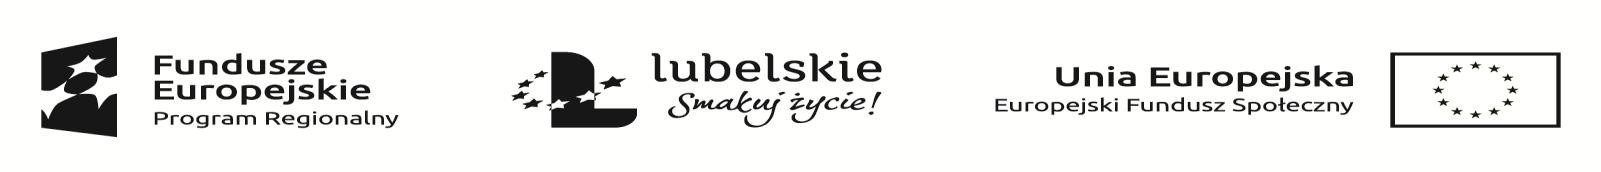 Fundusze
Europejskie
Program Regionalny
lubelskie
Smakuj życie!
Unia Europejska
Europejski Fundusz Społeczny